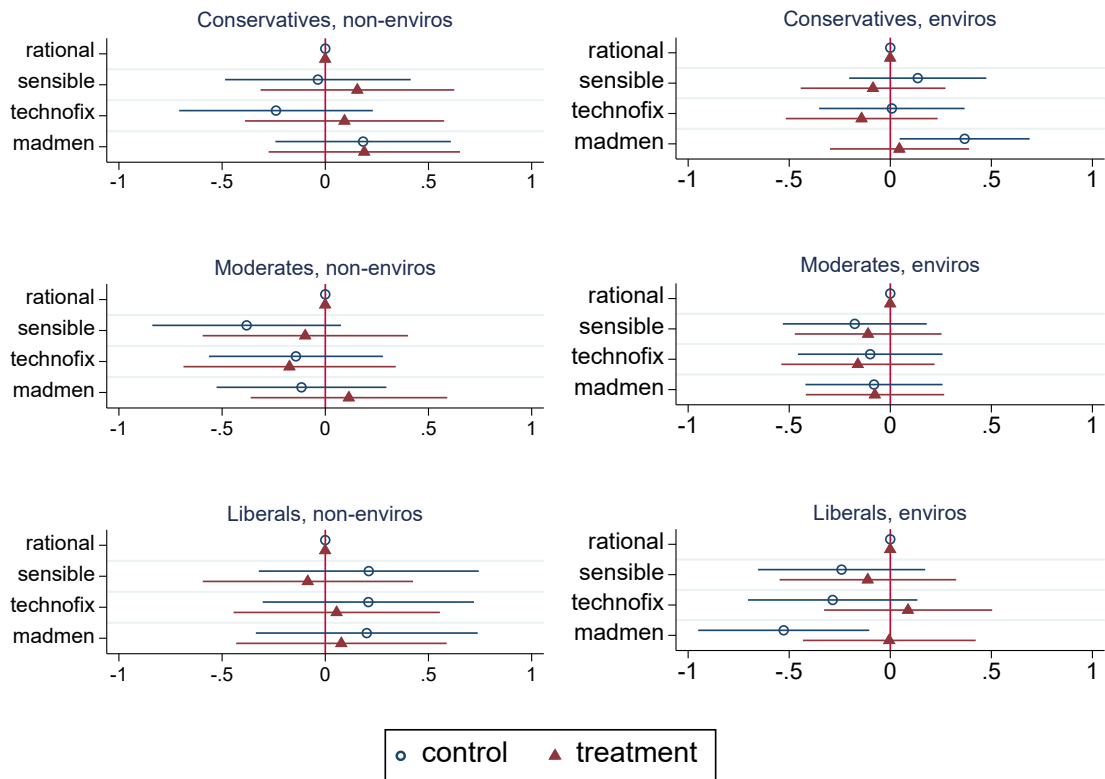 Conservatives, non-enviros
rational
sensible
technofix
madmen
-1 -.5 0 .5 1
Conservatives, enviros
rational
sensible
technofix
madmen
-1 -.5 0 .5 1
Moderates, non-enviros
rational
sensible
technofix
madmen
-1 -.5 0 .5 1
Moderates, enviros
rational
sensible
technofix
madmen
-1 -.5 0 .5 1
Liberals, non-enviros
rational
sensible
technofix
madmen
-1 -.5 0 .5 1
Liberals, enviros
rational
sensible
technofix
madmen
-1 -.5 0 .5 1
control treatment